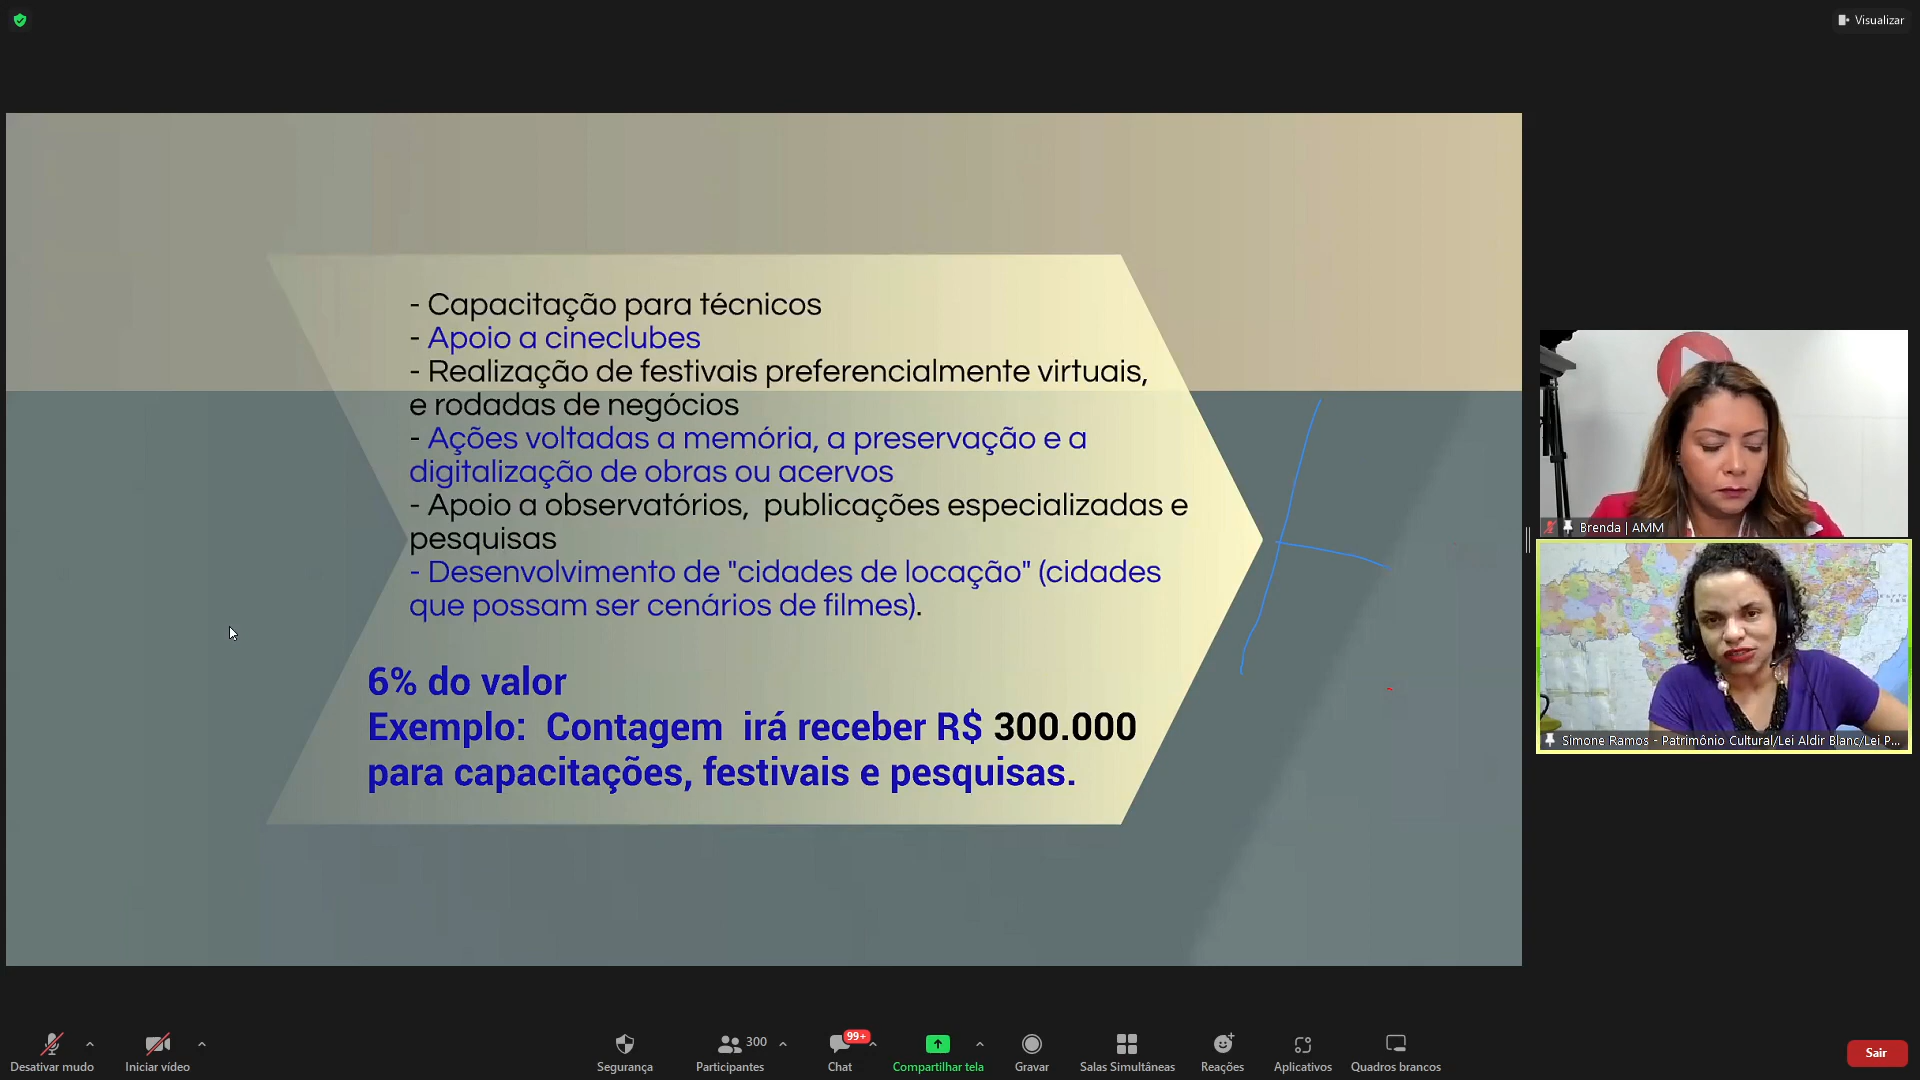 Visualizar
- Capacitação para técnicos
- Apoio a cineclubes
- Realização de festivais preferencialmente virtuais,
e rodadas de negócios
- Ações voltadas a memória, a preservação e a
digitalização de obras ou acervos
- Apoio a observatórios,  publicações especializadas e
pesquisas
- Desenvolvimento de "cidades de locação" (cidades
que possam ser cenários de filmes).
6% do valor
Exemplo:  Contagem  irá receber R$ 300.000
para capacitações, festivais e pesquisas.
Brenda | AMM
Simone Ramos - Patrimônio Cultural/Lei Aldir Blanc/Lei P...
Desativar mudo
Iniciar vídeo
Segurança
300
Participantes
99+
Chat
Compartilhar tela
Gravar
Salas Simultâneas
Reações
Aplicativos
Quadros brancos
Sair